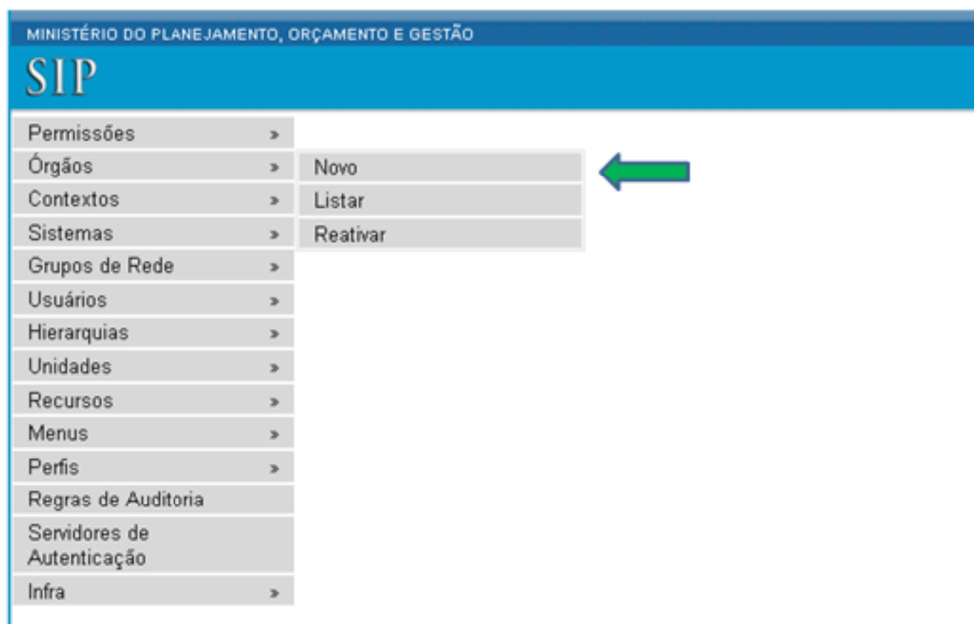 MINISTÉRIO DO PLANEJAMENTO, ORÇAMENTO E GESTÃO
SIP
Permissões »
Órgãos »
Novo
Contextos »
Listar
Sistemas »
Reativar
Grupos de Rede »
Usuários »
Hierarquias »
Unidades »
Recursos »
Menus »
Perfis »
Regras de Auditoria
Servidores de
Autenticação
Infra »